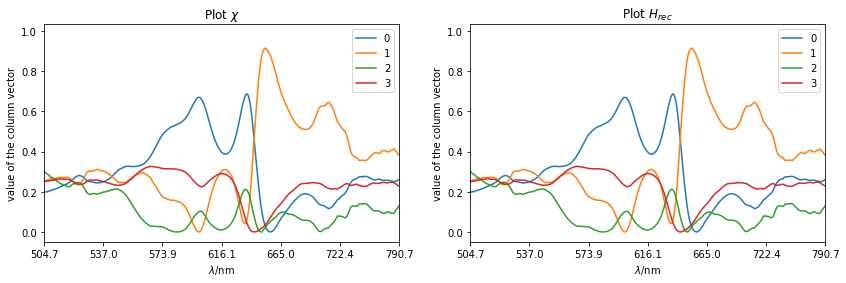 Plot χ
value of the column vector
1.0
0.8
0.6
0.4
0.2
0.0
504.7 537.0 573.9 616.1 665.0 722.4 790.7
λ/nm
0
1
2
3
Plot H_rec
value of the column vector
1.0
0.8
0.6
0.4
0.2
0.0
504.7 537.0 573.9 616.1 665.0 722.4 790.7
λ/nm
0
1
2
3